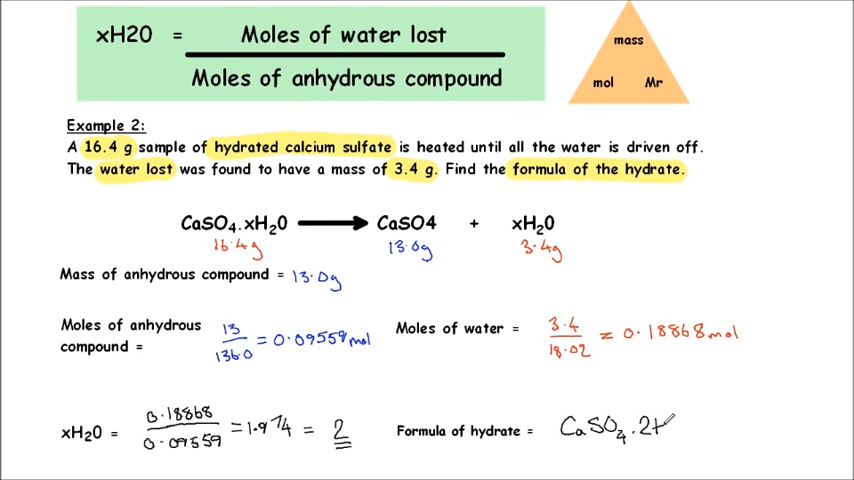 xH20 = Moles of water lost
Moles of anhydrous compound
mass
mol Mr
Example 2:
A 16.4 g sample of hydrated calcium sulfate is heated until all the water is driven off.
The water lost was found to have a mass of 3.4 g. Find the formula of the hydrate.
CaSO₄.xH₂0 → CaSO4 + xH₂0
16.4g 13.0g 3.4g
Mass of anhydrous compound = 13.0g
Moles of anhydrous compound = 13/136.0 = 0.09559mol
Moles of water = 3.4/18.02 = 0.18868mol
xH₂0 = 0.18868/0.09559 = 1.974 = 2
Formula of hydrate = CaSO₄.2H